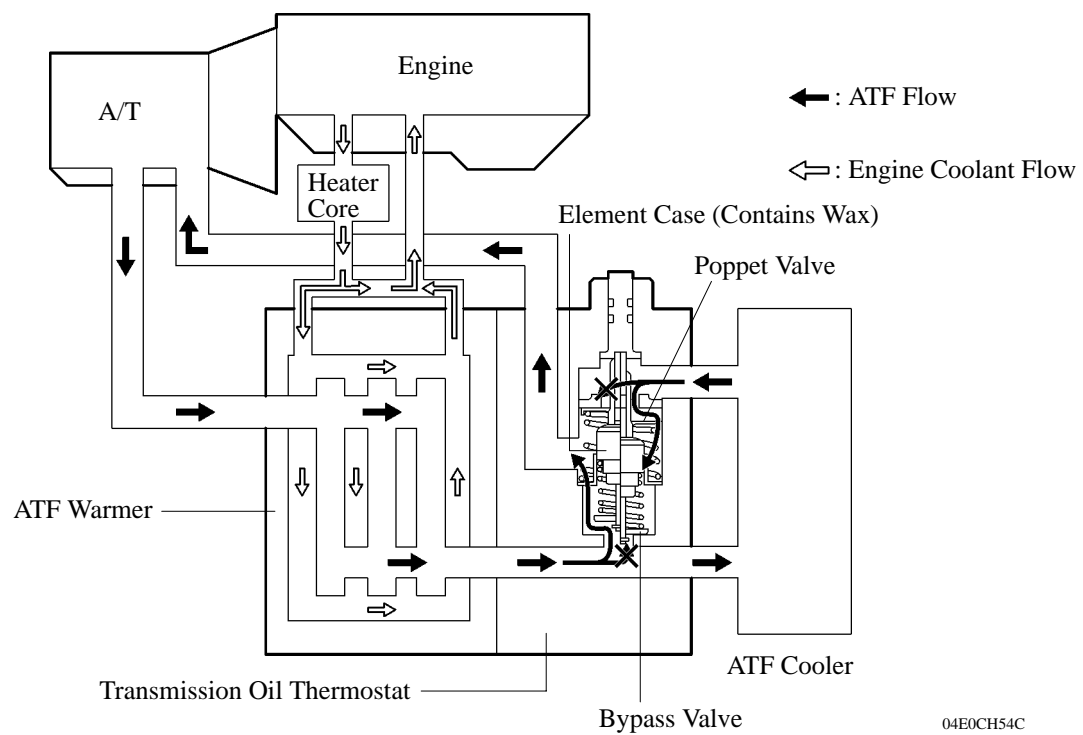 Engine
A/T
: ATF Flow
: Engine Coolant Flow
Heater
Core
Element Case (Contains Wax)
Poppet Valve
ATF Warmer
ATF Cooler
Transmission Oil Thermostat
Bypass Valve
04E0CH54C